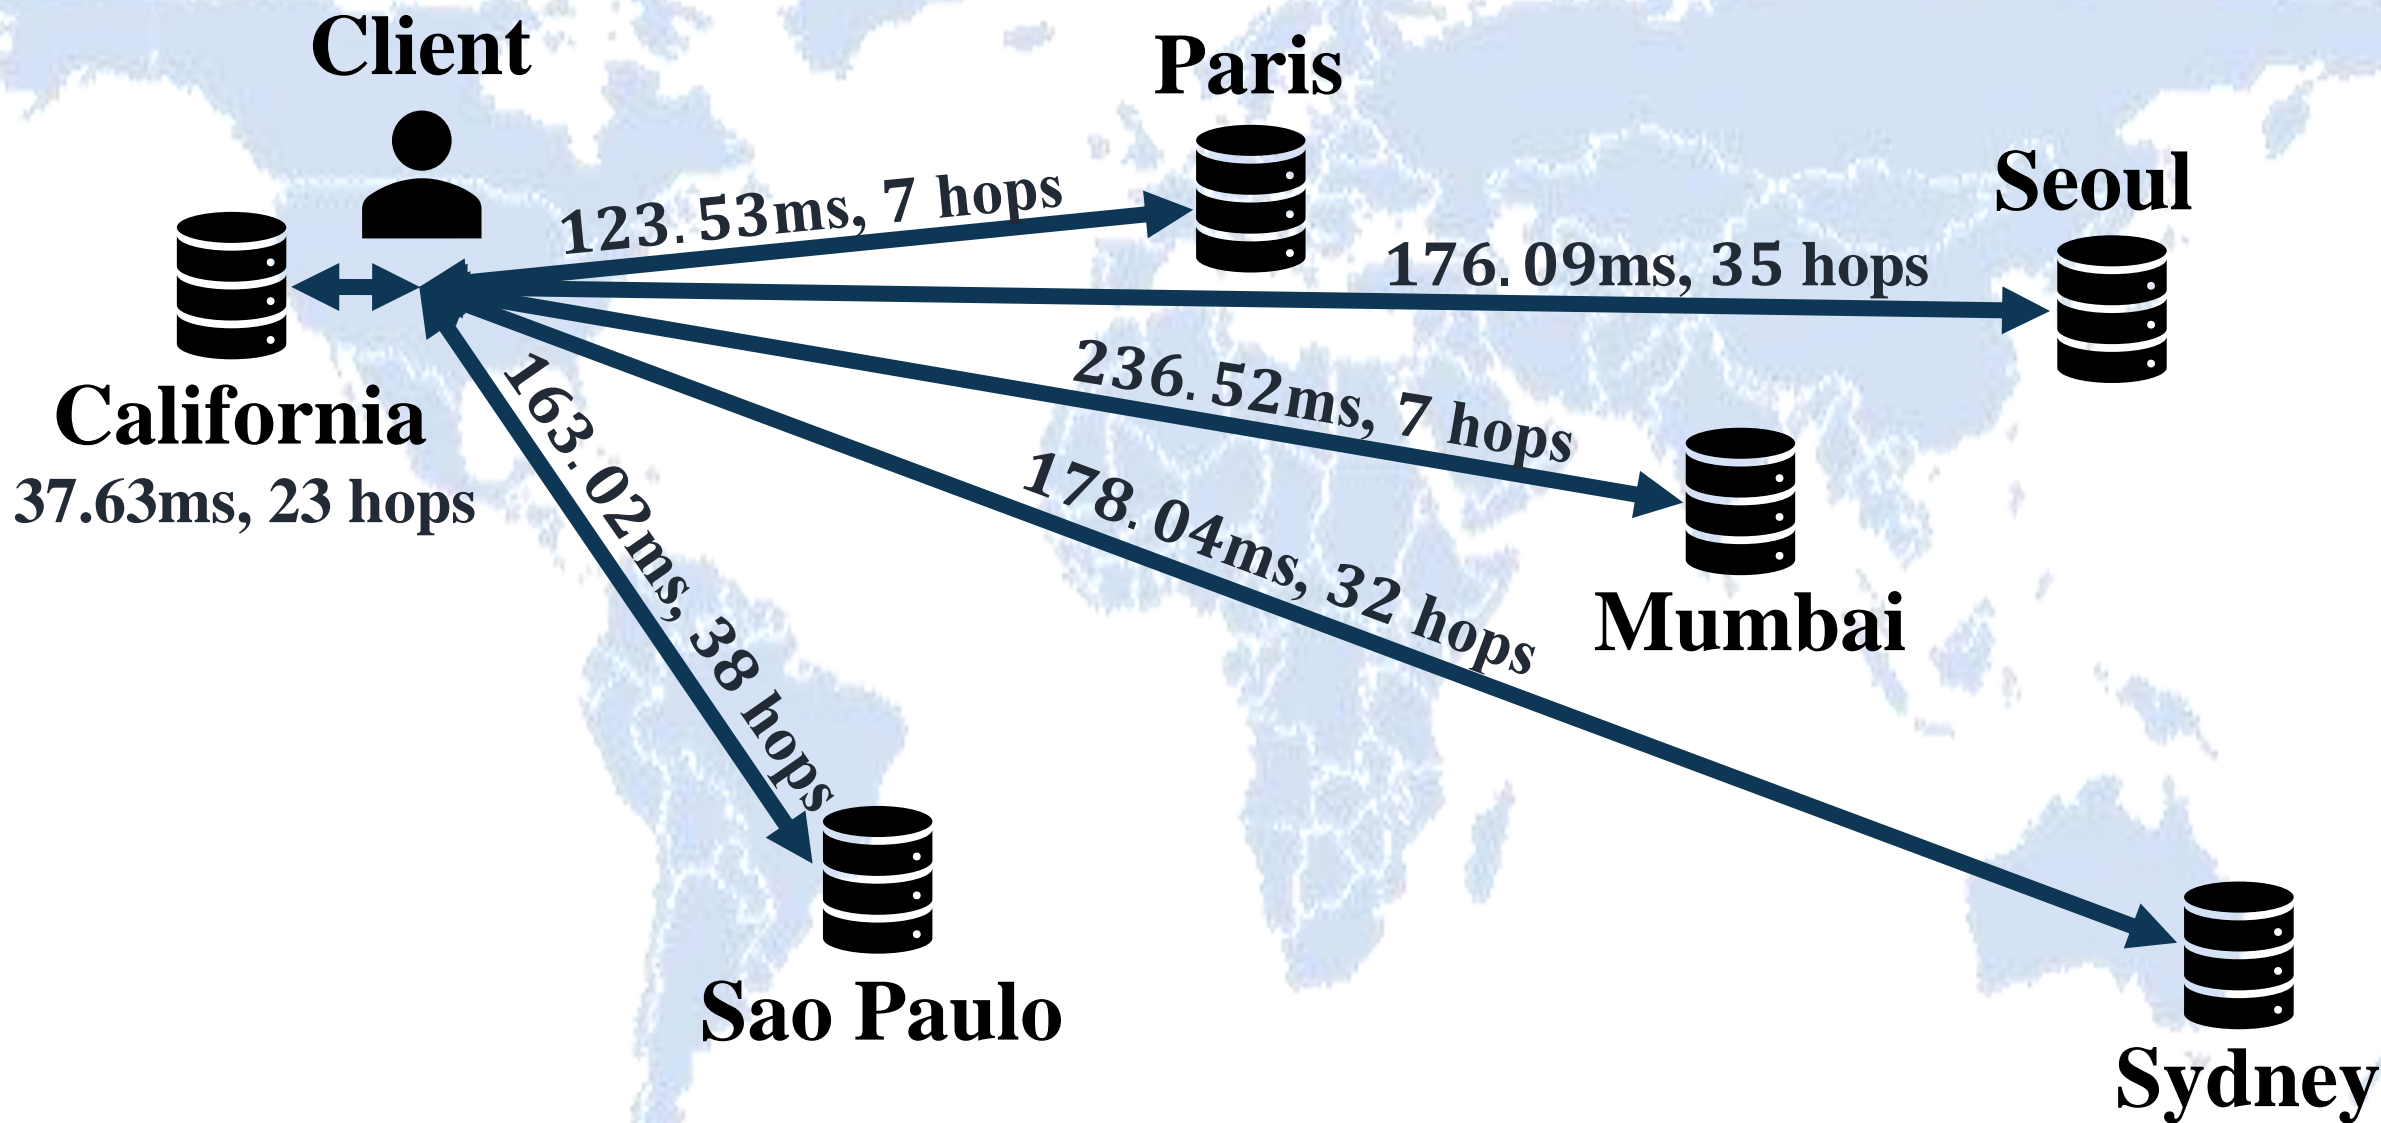 Client
Paris
Seoul
123.53ms, 7 hops
176.09ms, 35 hops
California
37.63ms, 23 hops
236.52ms, 7 hops
163.02ms, 38 hops
178.04ms, 32 hops
Mumbai
Sao Paulo
Sydney